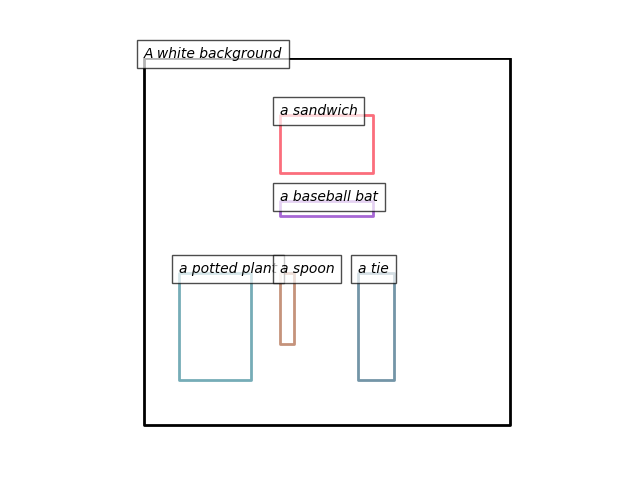 A white background
a sandwich
a baseball bat
a potted plant
a spoon
a tie